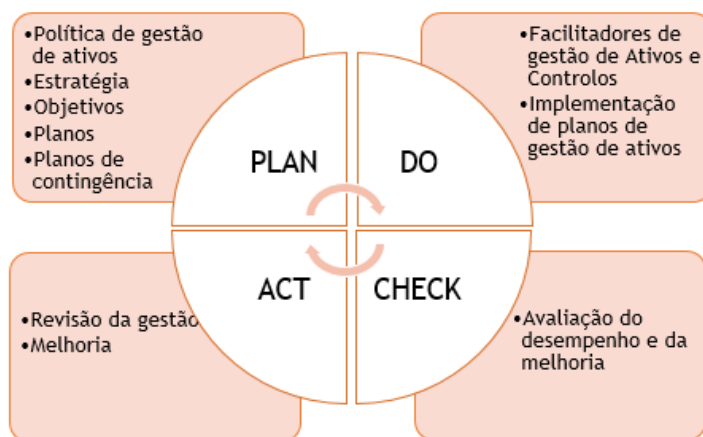 •Política de gestão
de ativos
•Estratégia
•Objetivos
•Planos
•Planos de
contingência
PLAN
DO
•Facilitadores de
gestão de Ativos e
Controlos
•Implementação
de planos de
gestão de ativos
•Revisão da gestão
•Melhoria
ACT
CHECK
•Avaliação do
desempenho e da
melhoria